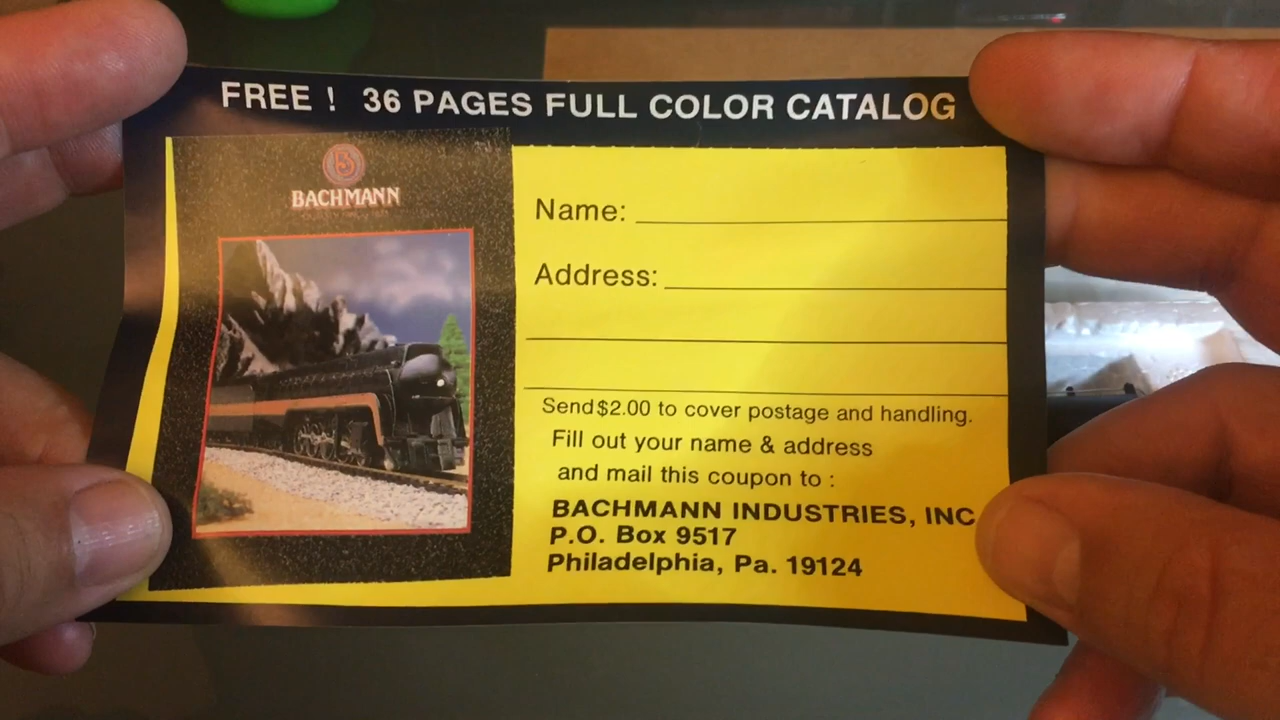 FREE ! 36 PAGES FULL COLOR CATALOG
BACHMANN
Name:
Address:
Send $2.00 to cover postage and handling.
Fill out your name & address
and mail this coupon to :
BACHMANN INDUSTRIES, INC
P.O. Box 9517
Philadelphia, Pa. 19124